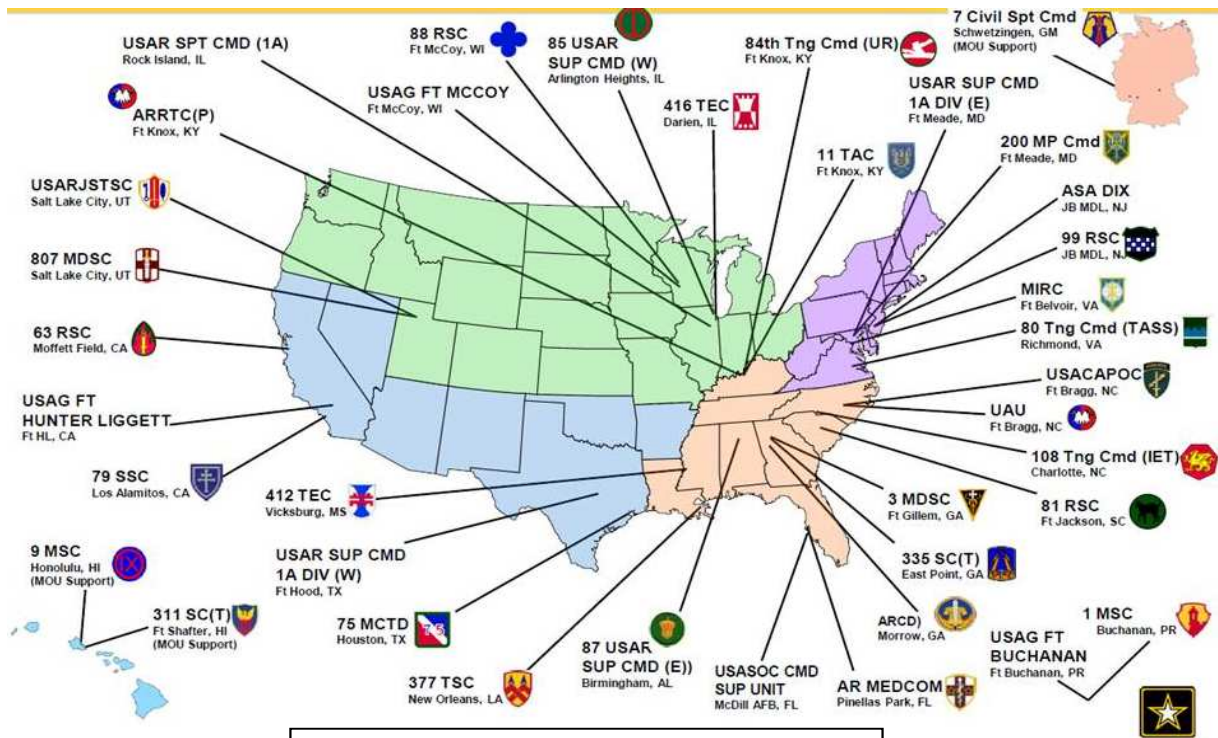 USAR SPT CMD (1A)
Rock Island, IL
88 RSC
Ft McCoy, WI
85 USAR
SUP CMD (W)
Arlington Heights, IL
84th Tng Cmd (UR)
Ft Knox, KY
7 Civil Spt Cmd
Schwetzingen, GM
(MOU Support)
ARRTC(P)
Ft Knox, KY
USAG FT MCCOY
Ft McCoy, WI
416 TEC
Darien, IL
USAR SUP CMD
1A DIV (E)
Ft Meade, MD
11 TAC
Ft Knox, KY
200 MP Cmd
Ft Meade, MD
USARJSTSC
Salt Lake City, UT
ASA DIX
JB MDL, NJ
807 MDSC
Salt Lake City, UT
99 RSC
JB MDL, NJ
MIRC
Ft Belvoir, VA
63 RSC
Moffett Field, CA
80 Tng Cmd (TASS)
Richmond, VA
USACAPOC
Ft Bragg, NC
USAG FT
HUNTER LIGGETT
Ft HL, CA
UAU
Ft Bragg, NC
108 Tng Cmd (IET)
Charlotte, NC
79 SSC
Los Alamitos, CA
412 TEC
Vicksburg, MS
3 MDSC
Ft Gillem, GA
81 RSC
Ft Jackson, SC
USAR SUP CMD
1A DIV (W)
Ft Hood, TX
335 SC(T)
East Point, GA
9 MSC
Honolulu, HI
(MOU Support)
311 SC(T)
Ft Shafter, HI
(MOU Support)
75 MCTD
Houston, TX
75
87 USAR
SUP CMD (E))
Birmingham, AL
ARCD)
Morrow, GA
1 MSC
Buchanan, PR
USAG FT
BUCHANAN
Ft Buchanan, PR
377 TSC
New Orleans, LA
USASOC CMD
SUP UNIT
McDill AFB, FL
AR MEDCOM
Pinellas Park, FL